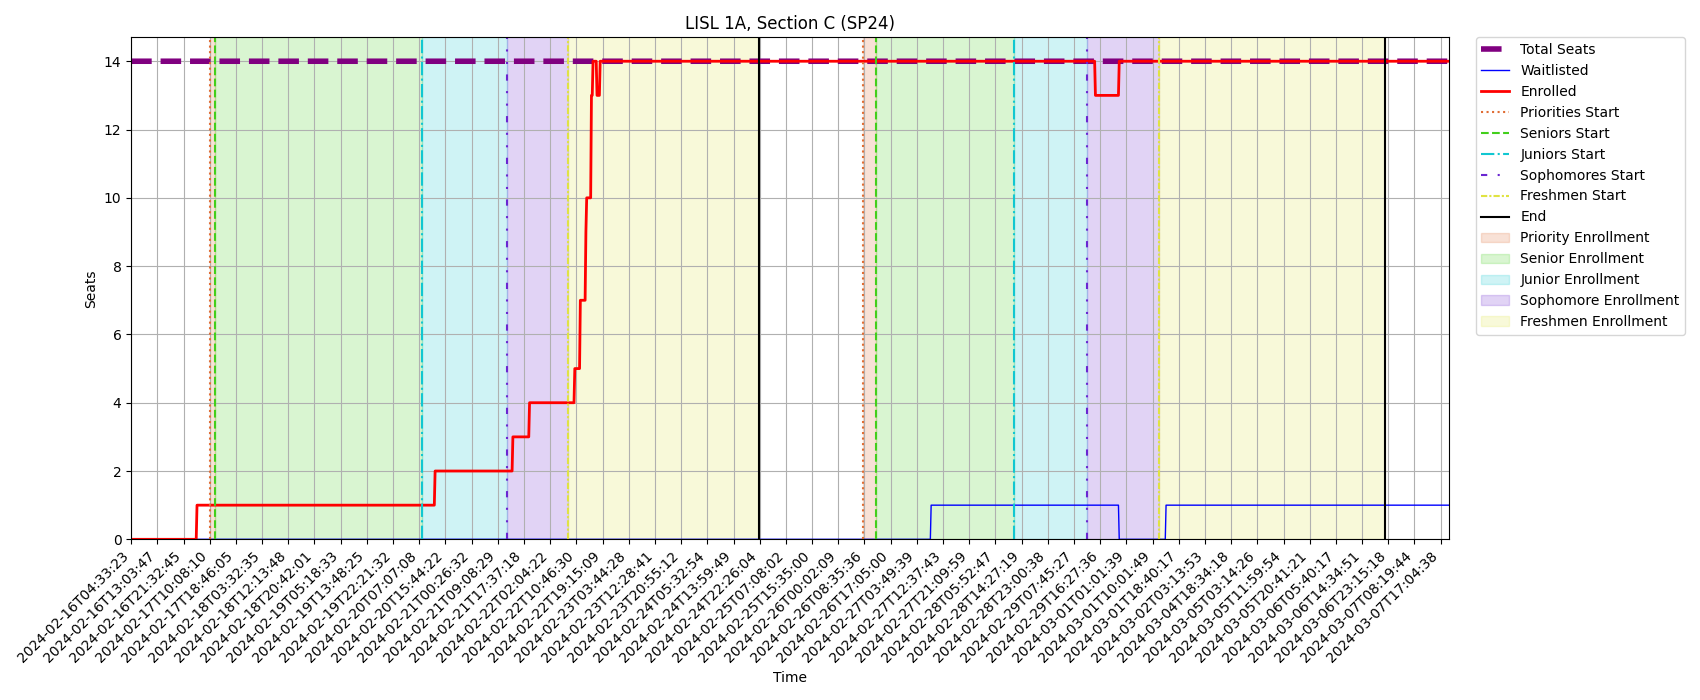 LISL 1A, Section C (SP24)
Seats
14
12
10
8
6
4
2
0
2024-02-16T04:33:23
2024-02-16T13:03:47
2024-02-16T21:32:45
2024-02-17T10:08:10
2024-02-17T18:46:05
2024-02-18T03:32:35
2024-02-18T12:13:48
2024-02-18T20:42:01
2024-02-19T05:18:33
2024-02-19T13:48:25
2024-02-19T22:21:32
2024-02-20T07:07:08
2024-02-20T15:44:22
2024-02-21T00:26:32
2024-02-21T09:08:29
2024-02-21T17:37:18
2024-02-22T02:04:22
2024-02-22T10:46:30
2024-02-22T19:15:09
2024-02-23T03:44:28
2024-02-23T12:28:41
2024-02-23T20:55:12
2024-02-24T05:32:54
2024-02-24T13:59:49
2024-02-24T22:26:04
2024-02-25T07:08:02
2024-02-25T15:35:00
2024-02-26T00:02:09
2024-02-26T08:35:36
2024-02-26T17:05:00
2024-02-27T03:49:39
2024-02-27T12:37:43
2024-02-27T21:09:59
2024-02-28T05:52:47
2024-02-28T14:27:19
2024-02-28T23:00:38
2024-02-29T07:45:27
2024-02-29T16:27:36
2024-03-01T01:01:39
2024-03-01T10:01:49
2024-03-01T18:40:17
2024-03-02T03:13:53
2024-03-04T18:34:18
2024-03-05T03:14:26
2024-03-05T11:59:54
2024-03-05T20:41:21
2024-03-06T05:40:17
2024-03-06T14:34:51
2024-03-06T23:15:18
2024-03-07T08:19:44
2024-03-07T17:04:38
Time
Total Seats
Waitlisted
Enrolled
Priorities Start
Seniors Start
Juniors Start
Sophomores Start
Freshmen Start
End
Priority Enrollment
Senior Enrollment
Junior Enrollment
Sophomore Enrollment
Freshmen Enrollment